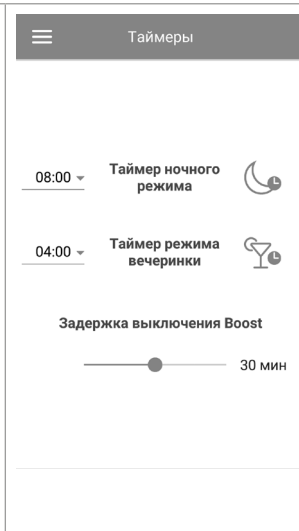 Таймеры
08:00
Таймер ночного
режима
04:00
Таймер режима
вечеринки
Задержка выключения Boost
30 мин